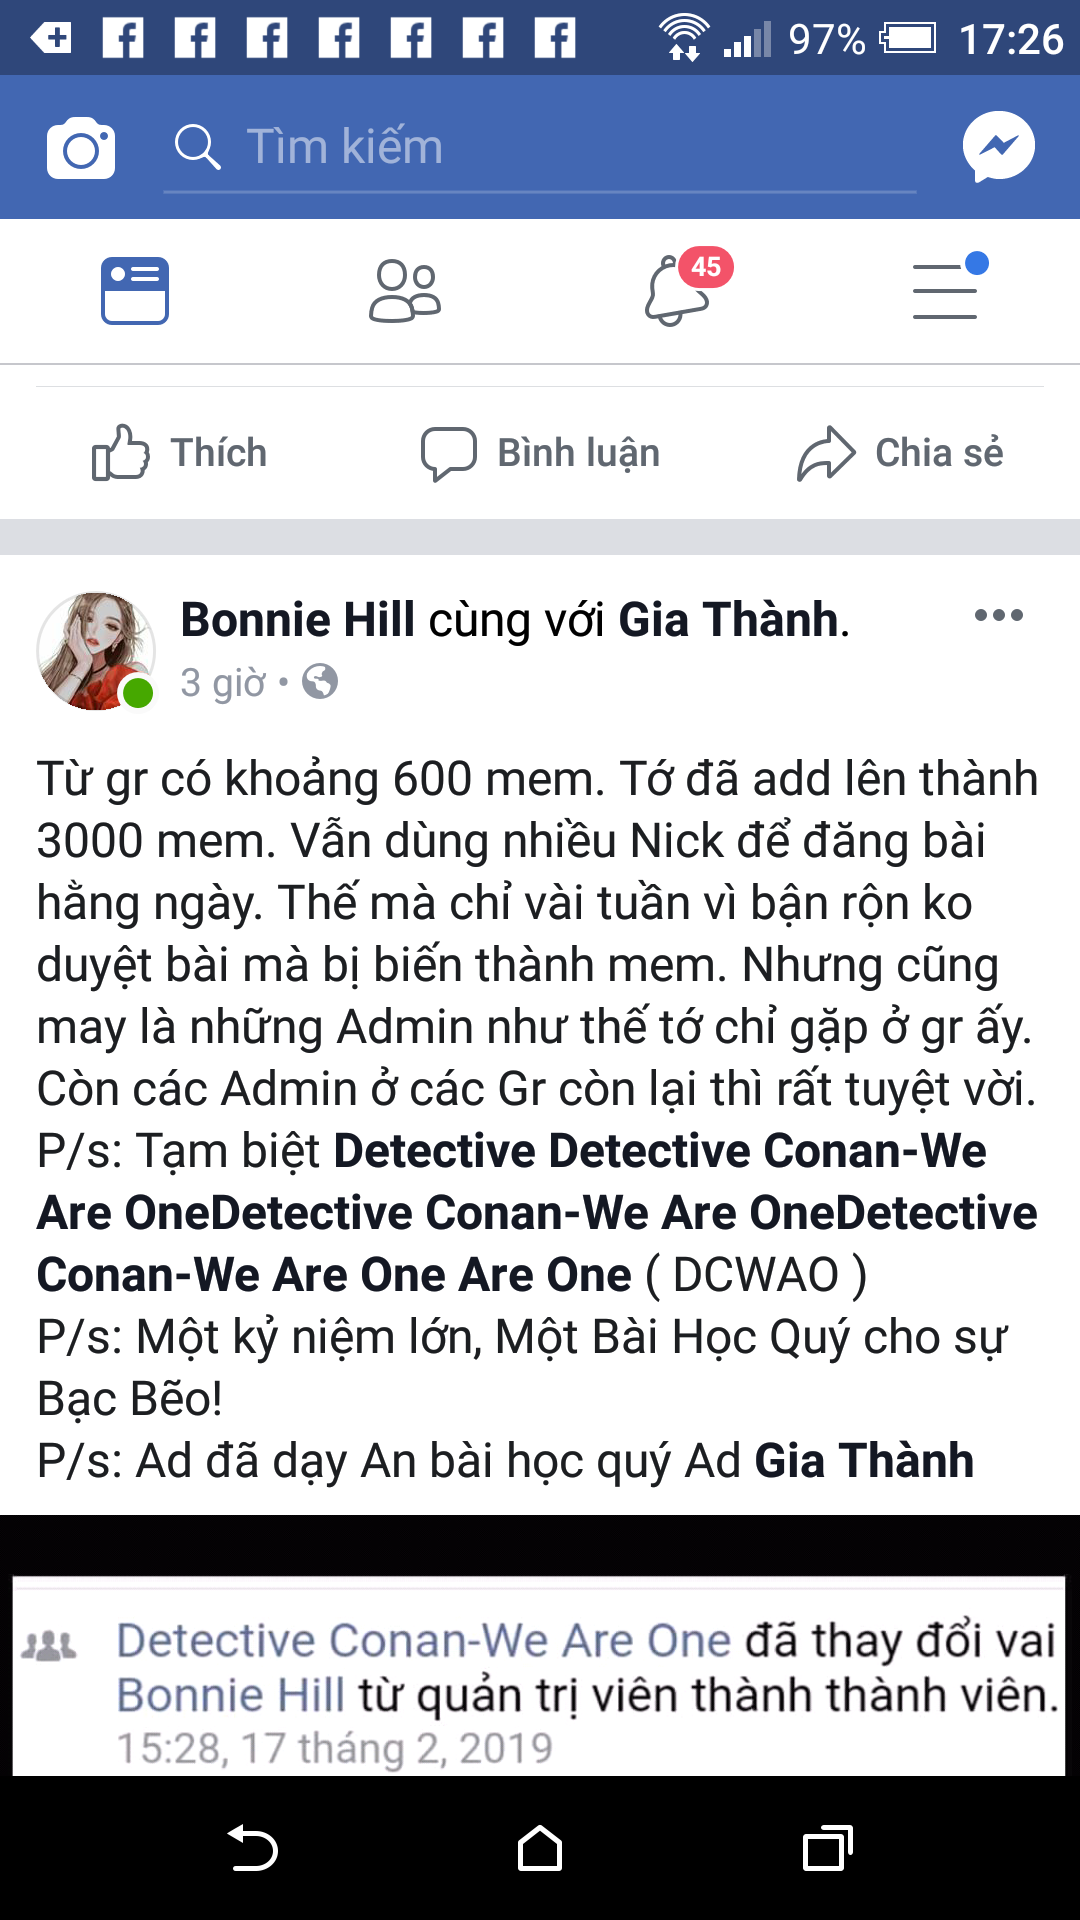 97% 17:26
Tìm kiếm
45
Thích Bình luận Chia sẻ
Bonnie Hill cùng với Gia Thành.
3 giờ •
Từ gr có khoảng 600 mem. Tớ đã add lên thành
3000 mem. Vẫn dùng nhiều Nick để đăng bài
hằng ngày. Thế mà chỉ vài tuần vì bận rộn ko
duyệt bài mà bị biến thành mem. Nhưng cũng
may là những Admin như thế tớ chỉ gặp ở gr ấy.
Còn các Admin ở các Gr còn lại thì rất tuyệt vời.
P/s: Tạm biệt Detective Detective Conan-We
Are OneDetective Conan-We Are OneDetective
Conan-We Are One Are One ( DCWAO )
P/s: Một kỷ niệm lớn, Một Bài Học Quý cho sự
Bạc Bẽo!
P/s: Ad đã dạy An bài học quý Ad Gia Thành
Detective Conan-We Are One đã thay đổi vai
Bonnie Hill từ quản trị viên thành thành viên.
15:28, 17 tháng 2, 2019